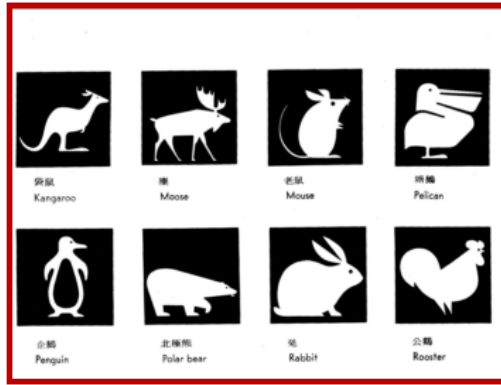 袋鼠
Kangaroo
Moose
老鼠
Mouse
Pelican
企鵝
Penguin
北極熊
Polar bear
兔
Rabbit
Rooster